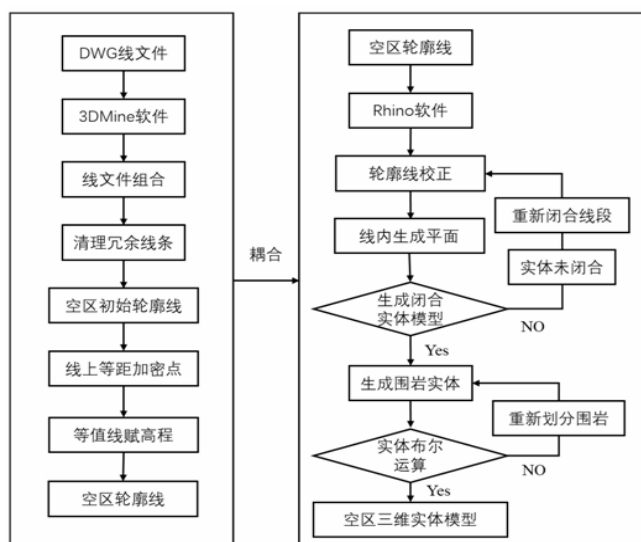 DWG线文件
3DMine软件
线文件组合
清理冗余线条
空区初始轮廓线
线上等距加密点
等值线赋高程
空区轮廓线
耦合
空区轮廓线
Rhino软件
轮廓线校正
线内生成平面
重新闭合线段
实体未闭合
生成闭合
实体模型
NO
Yes
生成围岩实体
重新划分围岩
实体布尔
运算
NO
Yes
空区三维实体模型